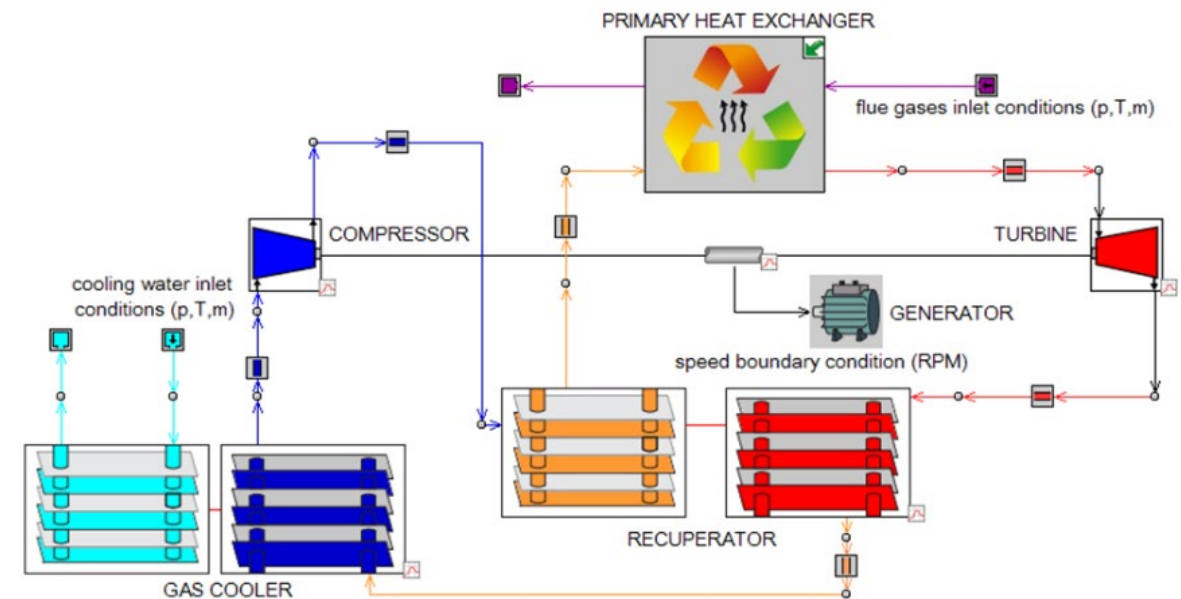 PRIMARY HEAT EXCHANGER
flue gases inlet conditions (p,T,m)
COMPRESSOR
TURBINE
cooling water inlet
conditions (p,T,m)
GENERATOR
speed boundary condition (RPM)
RECUPERATOR
GAS COOLER